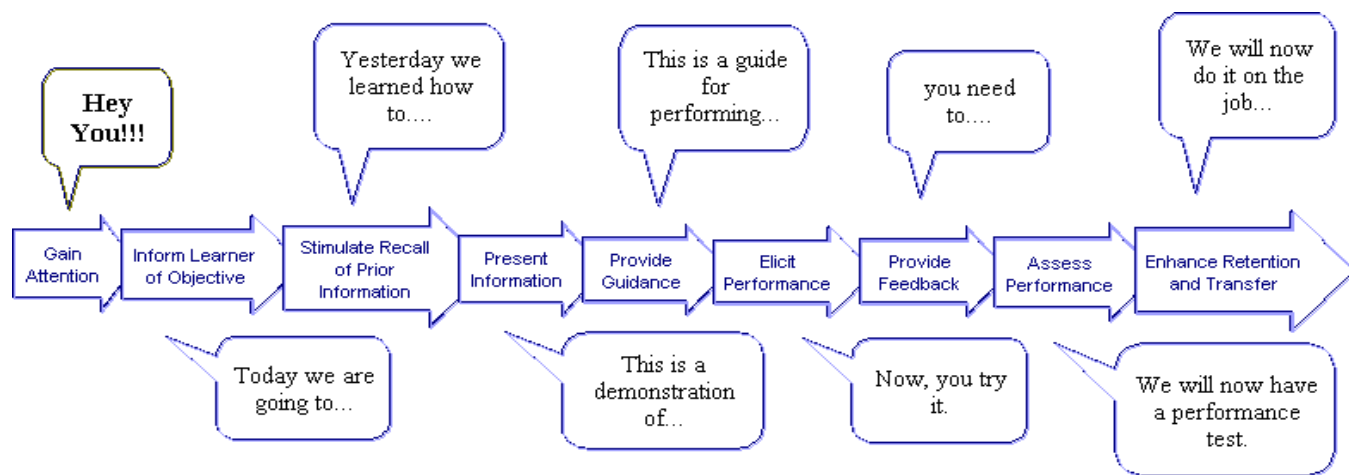 Hey
You!!!
Yesterday we
learned how
to....
This is a guide
for
performing...
you need
to....
We will now
do it on the
job...
Gain
Attention
Inform Learner
of Objective
Stimulate Recall
of Prior
Information
Present
Information
Provide
Guidance
Elicit
Performance
Provide
Feedback
Assess
Performance
Enhance Retention
and Transfer
Today we are
going to...
This is a
demonstration
of...
Now, you try
it.
We will now have
a performance
test.